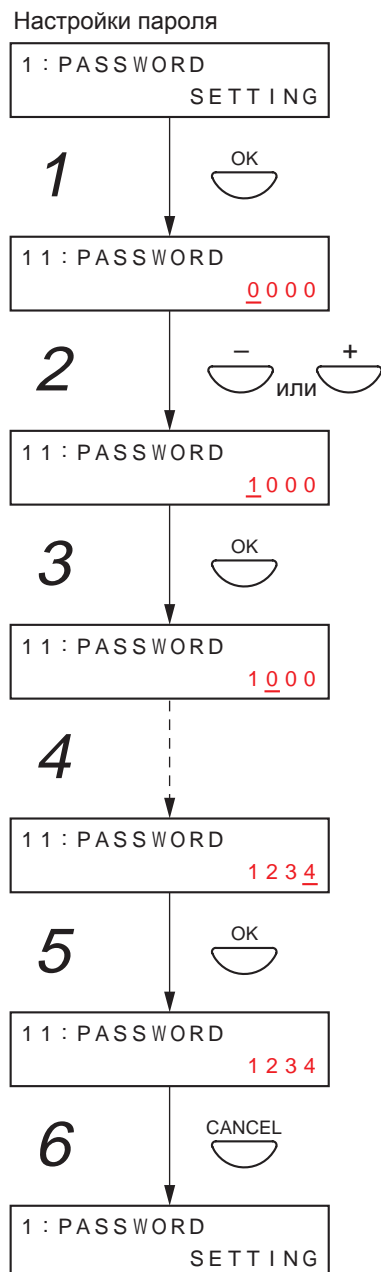 Настройки пароля
1：PASSWORD
SETTING
1
OK
11：PASSWORD
0000
2
– или +
11：PASSWORD
1000
3
OK
11：PASSWORD
1000
4
11：PASSWORD
1234
5
OK
11：PASSWORD
1234
6
CANCEL
1：PASSWORD
SETTING